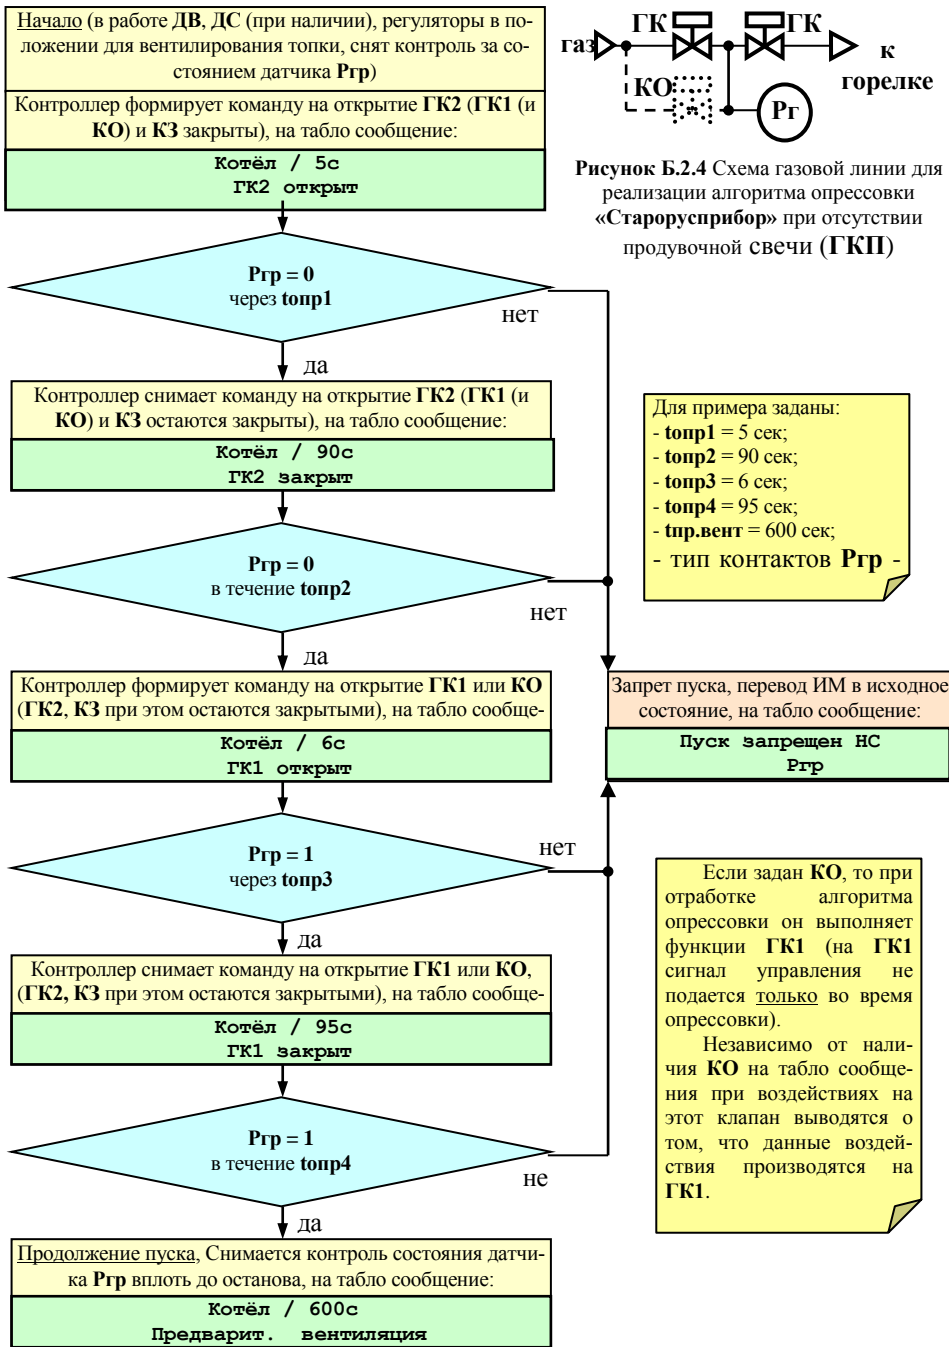 Начало (в работе ДВ, ДС (при наличии), регуляторы в по-
ложении для вентилирования топки, снят контроль за со-
стоянием датчика Ргр)
Контроллер формирует команду на открытие ГК2 (ГК1 (и
КО) и КЗ закрыты), на табло сообщение:
Котёл / 5с
ГК2 открыт
Ргр = 0
через tопр1
нет
да
Контроллер снимает команду на открытие ГК2 (ГК1 (и
КО) и КЗ остаются закрыты), на табло сообщение:
Котёл / 90с
ГК2 закрыт
Ргр = 0
в течение tопр2
нет
да
Контроллер формирует команду на открытие ГК1 или КО
(ГК2, КЗ при этом остаются закрытыми), на табло сообще-
Котёл / 6с
ГК1 открыт
Ргр = 1
через tопр3
нет
да
Контроллер снимает команду на открытие ГК1 или КО,
(ГК2, КЗ при этом остаются закрытыми), на табло сообще-
Котёл / 95с
ГК1 закрыт
Ргр = 1
в течение tопр4
не
да
Продолжение пуска, Снимается контроль состояния датчи-
ка Ргр вплоть до останова, на табло сообщение:
Котёл / 600с
Предварит. вентиляция
ГК
ГК
газ
к
горелке
КО
Рг
Рисунок Б.2.4 Схема газовой линии для
реализации алгоритма опрессовки
«Старорусприбор» при отсутствии
продувочной свечи (ГКП)
Для примера заданы:
- tопр1 = 5 сек;
- tопр2 = 90 сек;
- tопр3 = 6 сек;
- tопр4 = 95 сек;
- tпр.вент = 600 сек;
- тип контактов Ргр -
Запрет пуска, перевод ИМ в исходное
состояние, на табло сообщение:
Пуск запрещен НС
Ргр
Если задан КО, то при
отработке алгоритма
опрессовки он выполняет
функции ГК1 (на ГК1
сигнал управления не
подается только во время
опрессовки).
Независимо от нали-
чия КО на табло сообще-
ния при воздействиях на
этот клапан выводятся о
том, что данные воздей-
ствия производятся на
ГК1.